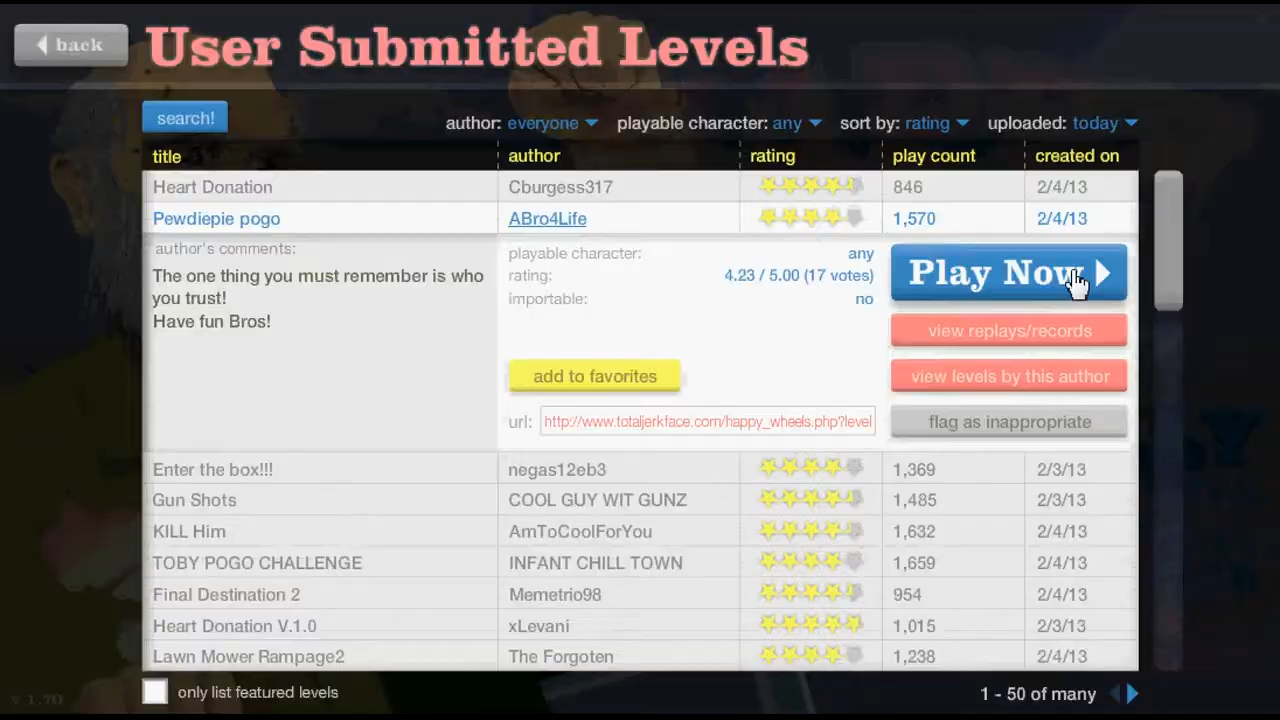 back
User Submitted Levels
search!
author: everyone playable character: any sort by: rating uploaded: today
title author rating play count created on
Heart Donation Cburgess317 846 2/4/13
Pewdiepie pogo ABro4Life 1,570 2/4/13
author's comments:
The one thing you must remember is who
you trust!
Have fun Bros!
playable character: any
rating: 4.23 / 5.00 (17 votes)
importable: no
add to favorites
url: http://www.totaljerkface.com/happy_wheels.php?level
Play Now
view replays/records
view levels by this author
flag as inappropriate
Enter the box!!! negas12eb3 1,369 2/3/13
Gun Shots COOL GUY WIT GUNZ 1,485 2/3/13
KILL Him AmToCoolForYou 1,632 2/4/13
TOBY POGO CHALLENGE INFANT CHILL TOWN 1,659 2/4/13
Final Destination 2 Memetrio98 954 2/4/13
Heart Donation V.1.0 xLevani 1,015 2/3/13
Lawn Mower Rampage2 The Forgoten 1,238 2/4/13
v 1.70
only list featured levels
1 - 50 of many